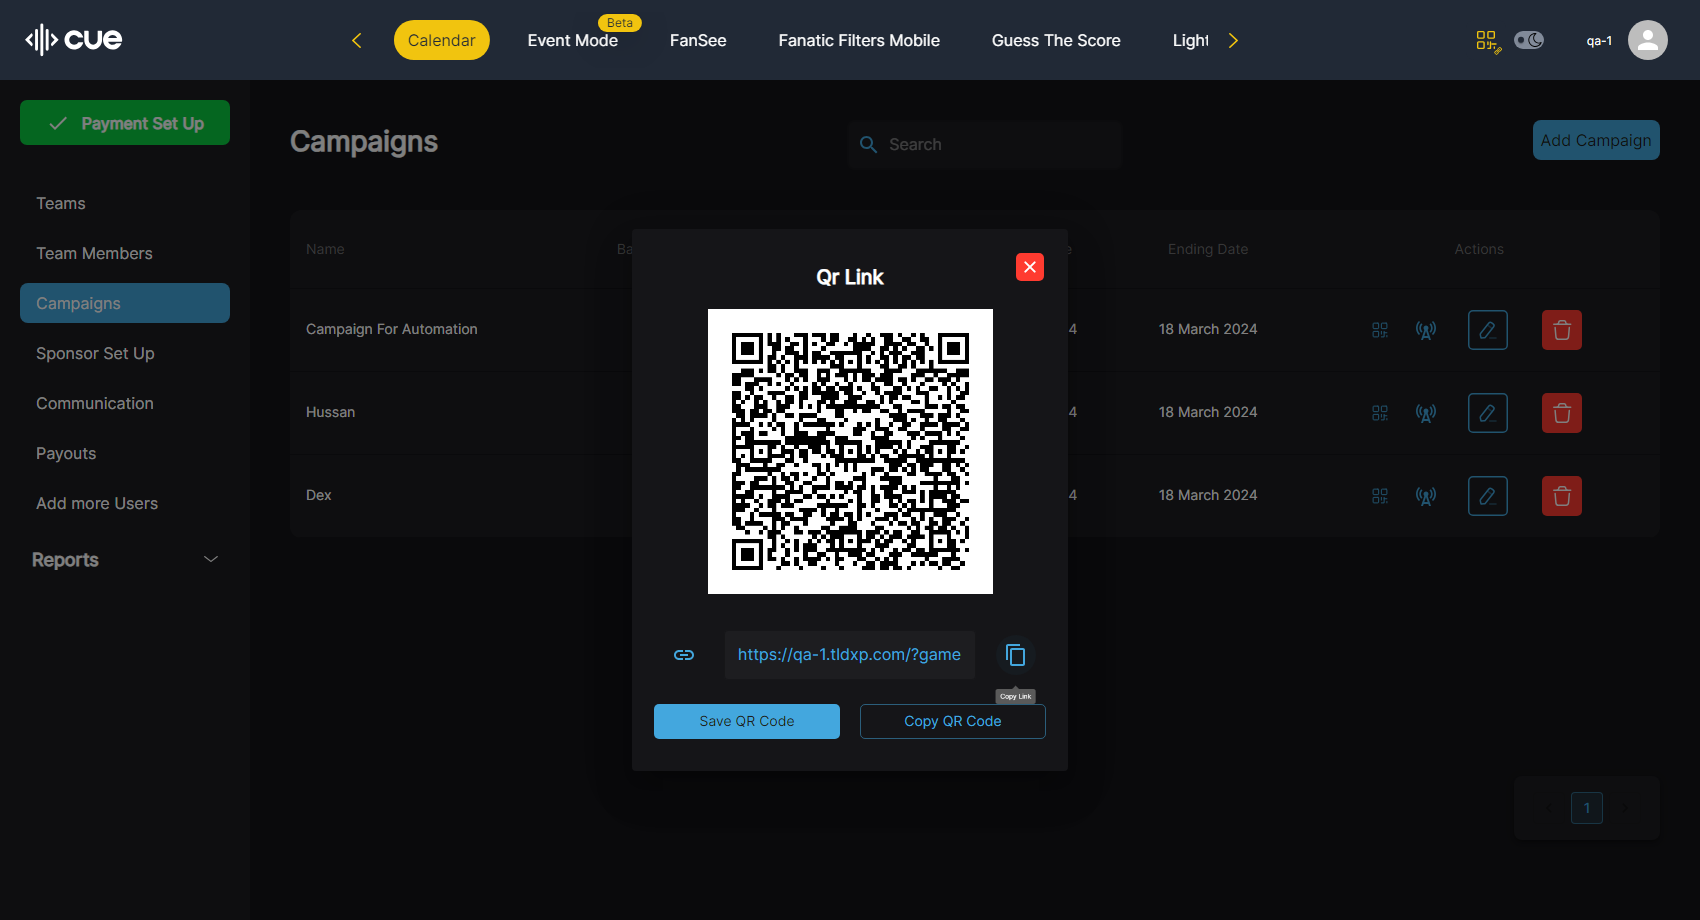 cue
Calendar
Beta
Event Mode
FanSee
Fanatic Filters Mobile
Guess The Score
Light
qa-1
Payment Set Up
Teams
Team Members
Campaigns
Sponsor Set Up
Communication
Payouts
Add more Users
Reports
Campaigns
Search
Add Campaign
Name
Ba
e
Ending Date
Actions
Campaign For Automation
4
18 March 2024
Hussan
4
18 March 2024
Dex
4
18 March 2024
Qr Link
https://qa-1.tldxp.com/?game
Copy Link
Save QR Code
Copy QR Code
1